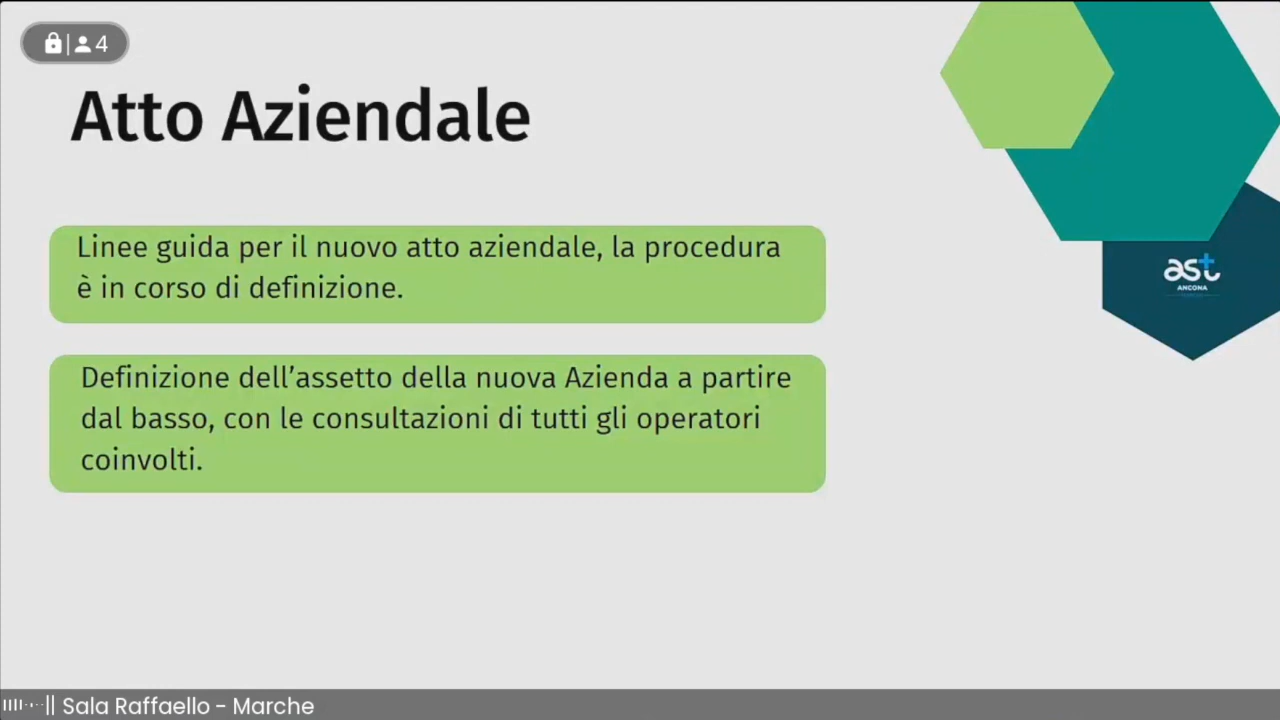 4
Atto Aziendale
Linee guida per il nuovo atto aziendale, la procedura
è in corso di definizione.
ast
ANCONA
Definizione dell’assetto della nuova Azienda a partire
dal basso, con le consultazioni di tutti gli operatori
coinvolti.
Sala Raffaello - Marche